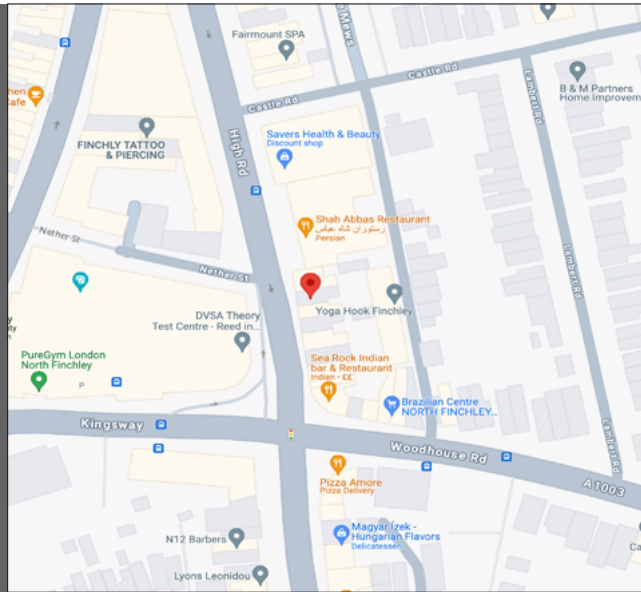 e Mews
Fairmount SPA
hen
Cafe
Castle Rd
Castle Rd
Lambert Rd
B & M Partners
Home Improvem
FINCHLY TATTOO
& PIERCING
High Rd
Savers Health & Beauty
Discount shop
Shah Abbas Restaurant
رستوران شاه عباس
Persian
Nether St
Nether St
Lambert Rd
Yoga Hook Finchley
DVSA Theory
Test Centre - Reed in...
PureGym London
North Finchley
P
Sea Rock Indian
bar & Restaurant
Indian · ££
Brazilian Centre
NORTH FINCHLEY...
Kingsway
Woodhouse Rd
Lambert Rd
A1003
Pizza Amore
Pizza Delivery
Magyar Ízek -
Hungarian Flavors
Delicatessen
N12 Barbers
Lyons Leonidou
Ca